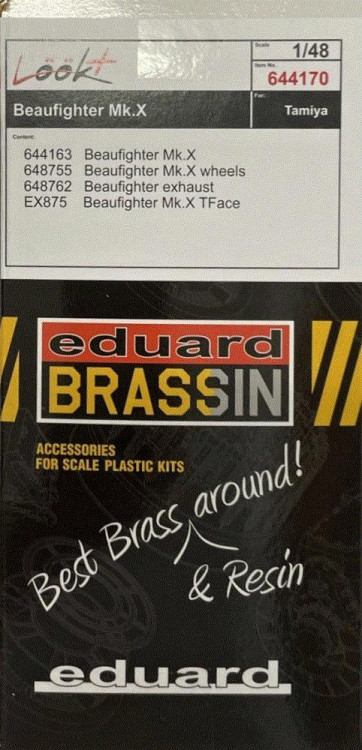 Löök+
Scale
1/48
Item No.
644170
Beaufighter Mk.X
For:
Tamiya
Content:
644163 Beaufighter Mk.X
648755 Beaufighter Mk.X wheels
648762 Beaufighter exhaust
EX875 Beaufighter Mk.X TFace
eduard
BRASSIN
ACCESSORIES
FOR SCALE PLASTIC KITS
Best Brass around!
& Resin
eduard